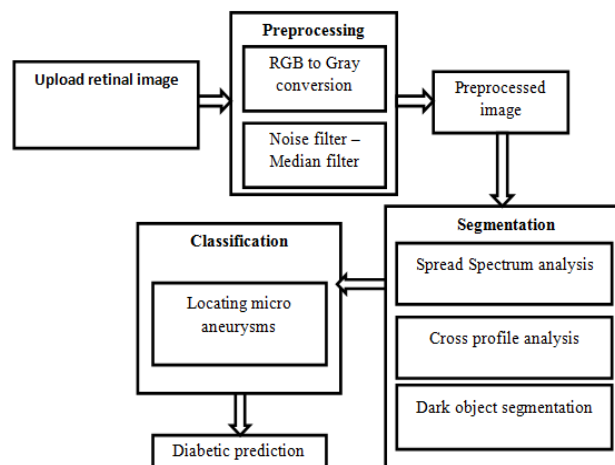 Preprocessing
Upload retinal image
RGB to Gray
conversion
Noise filter –
Median filter
Preprocessed
image
Segmentation
Spread Spectrum analysis
Cross profile analysis
Dark object segmentation
Classification
Locating micro
aneurysms
Diabetic prediction